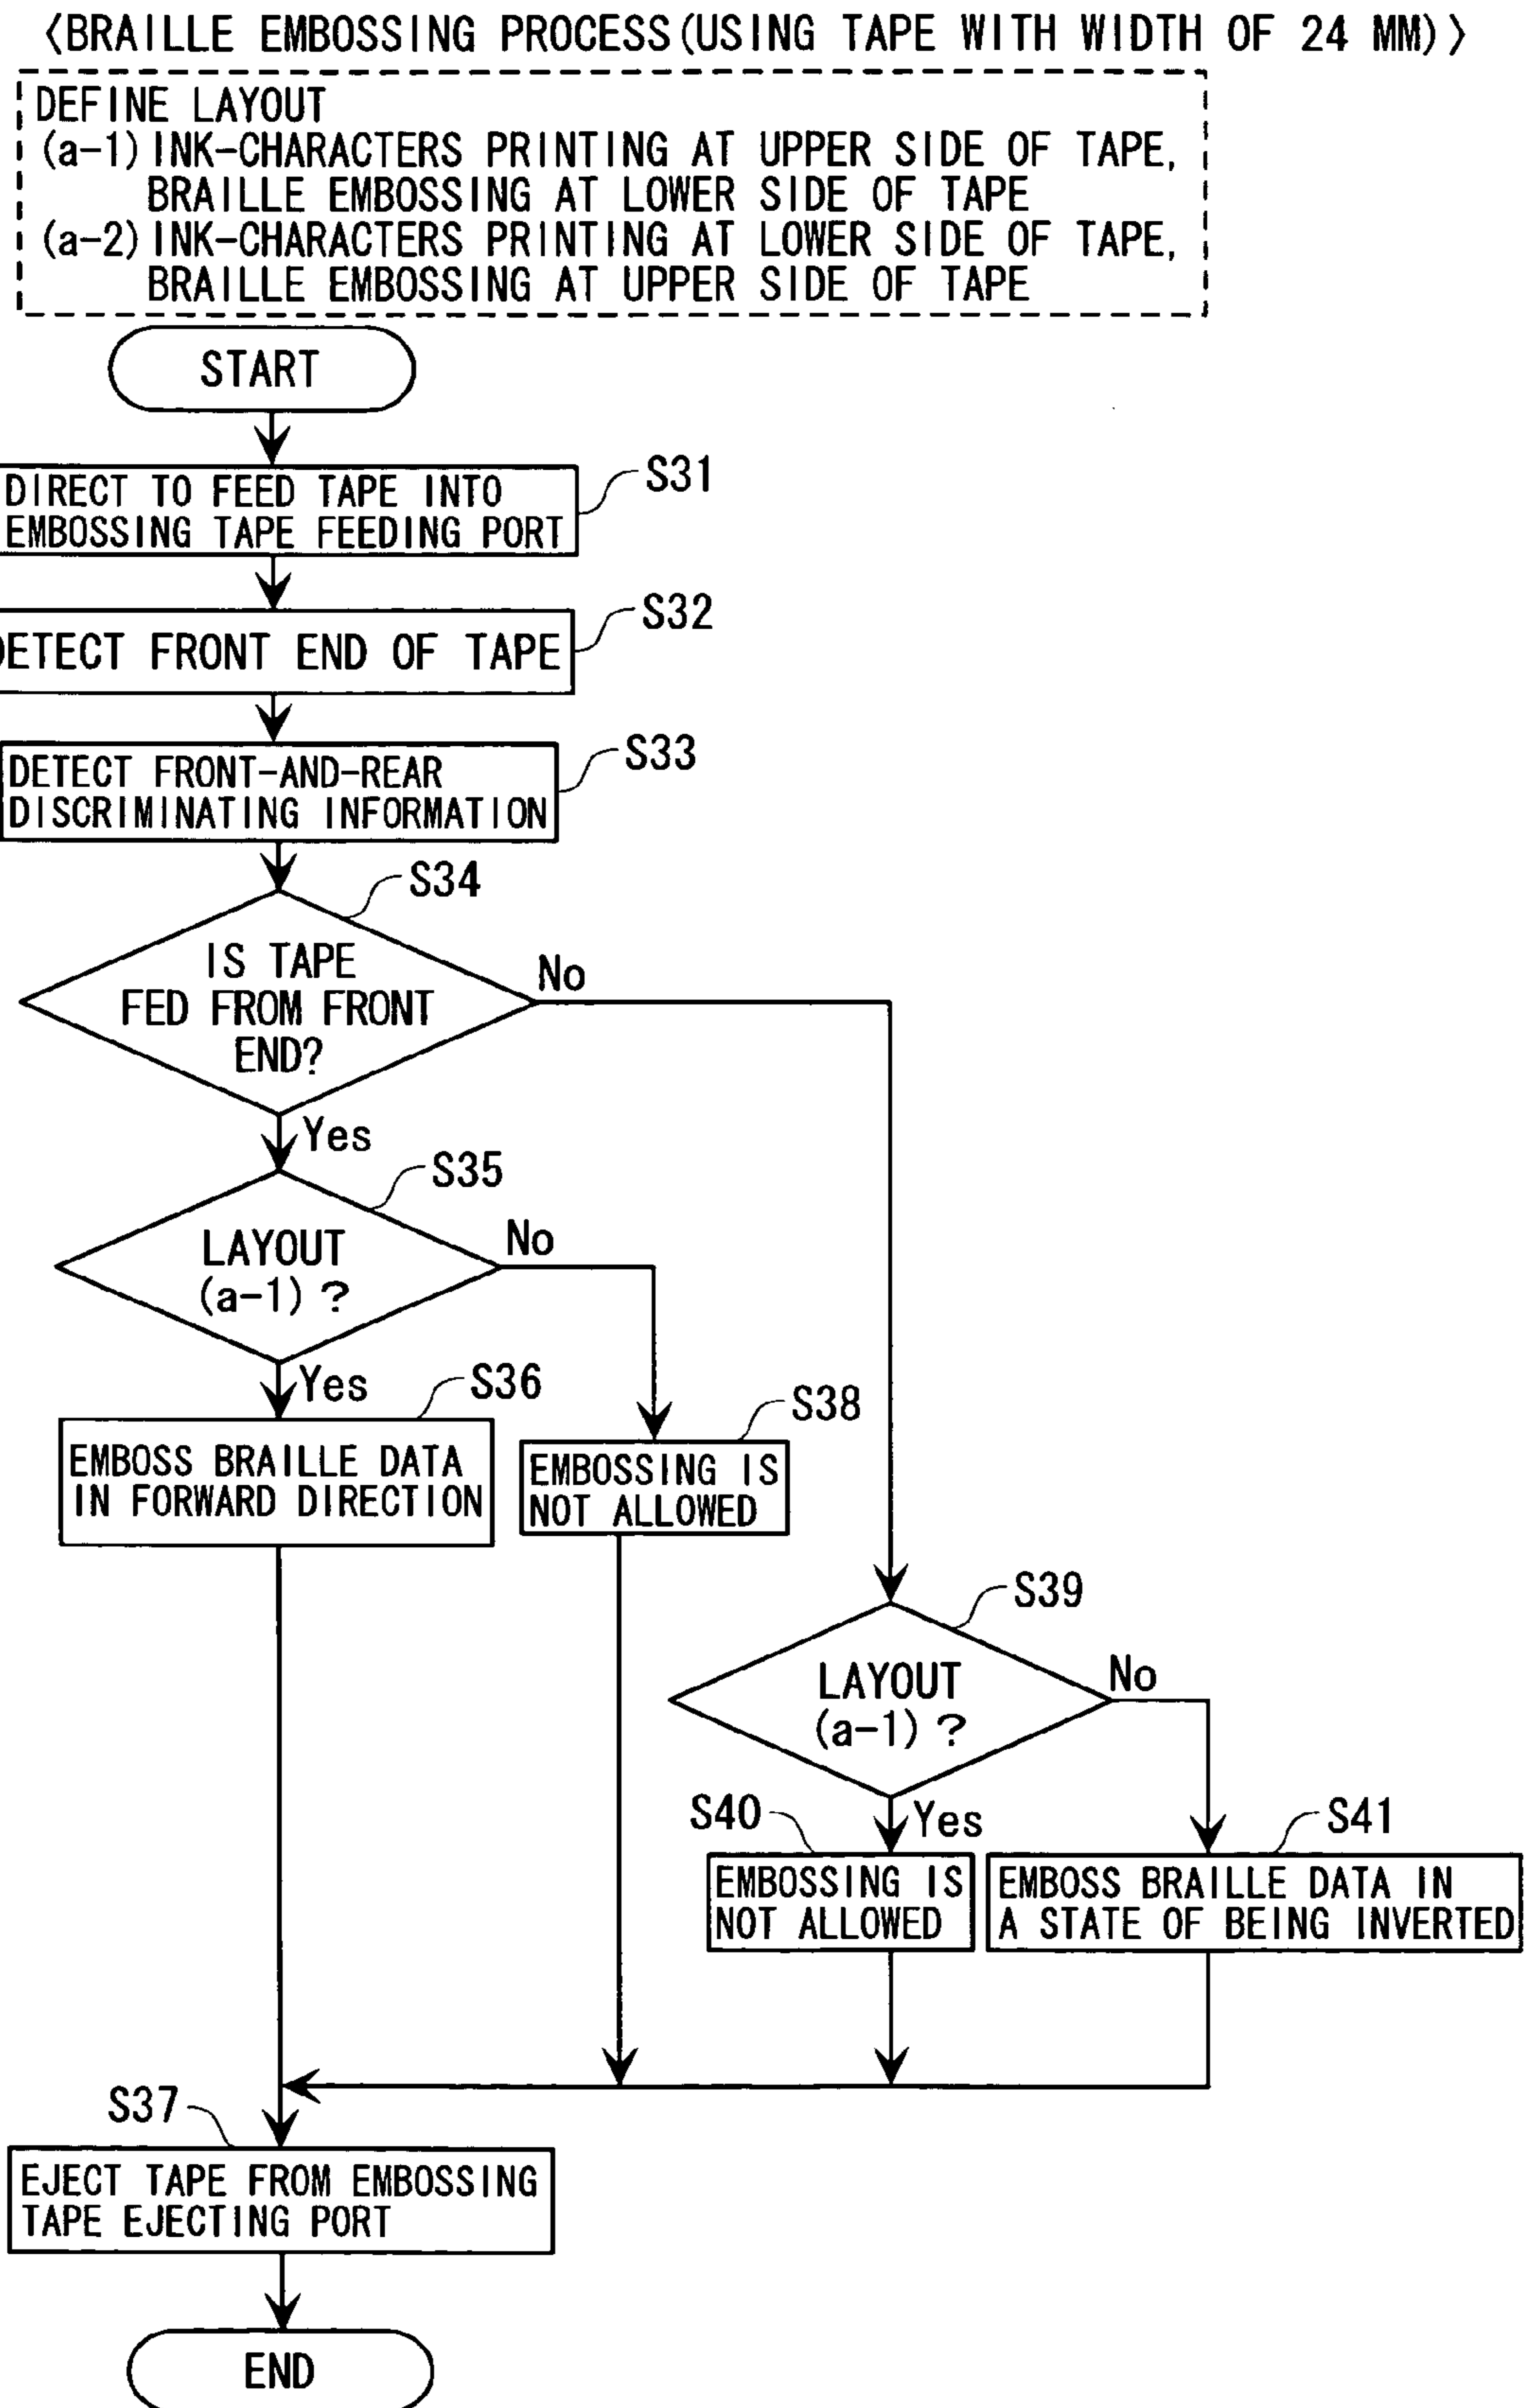 <BRAILLE EMBOSSING PROCESS(USING TAPE WITH WIDTH OF 24 MM)>
DEFINE LAYOUT
(a-1) INK-CHARACTERS PRINTING AT UPPER SIDE OF TAPE,
BRAILLE EMBOSSING AT LOWER SIDE OF TAPE
(a-2) INK-CHARACTERS PRINTING AT LOWER SIDE OF TAPE,
BRAILLE EMBOSSING AT UPPER SIDE OF TAPE
START
S31
DIRECT TO FEED TAPE INTO
EMBOSSING TAPE FEEDING PORT
S32
DETECT FRONT END OF TAPE
S33
DETECT FRONT-AND-REAR
DISCRIMINATING INFORMATION
S34
IS TAPE
FED FROM FRONT
END?
No
Yes
S35
LAYOUT
(a-1) ?
No
Yes
S36
EMBOSS BRAILLE DATA
IN FORWARD DIRECTION
S38
EMBOSSING IS
NOT ALLOWED
S39
LAYOUT
(a-1) ?
No
Yes
S40
EMBOSSING IS
NOT ALLOWED
S41
EMBOSS BRAILLE DATA IN
A STATE OF BEING INVERTED
S37
EJECT TAPE FROM EMBOSSING
TAPE EJECTING PORT
END